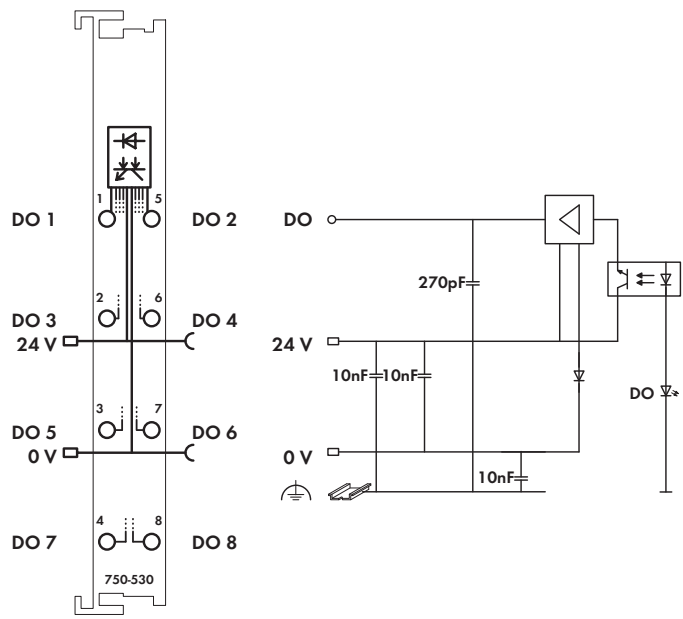 1 5
DO 1 DO 2
2 6
DO 3 DO 4
24 V
3 7
DO 5 DO 6
0 V
4 8
DO 7 DO 8
750-530
DO
270pF
24 V
10nF 10nF
DO
0 V
10nF